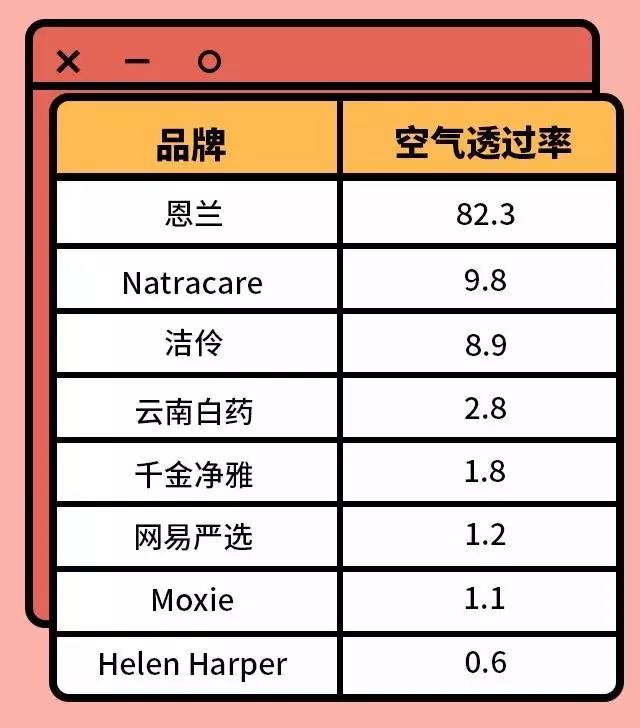 品牌 空气透过率
恩兰 82.3
Natracare 9.8
洁伶 8.9
云南白药 2.8
千金净雅 1.8
网易严选 1.2
Moxie 1.1
Helen Harper 0.6